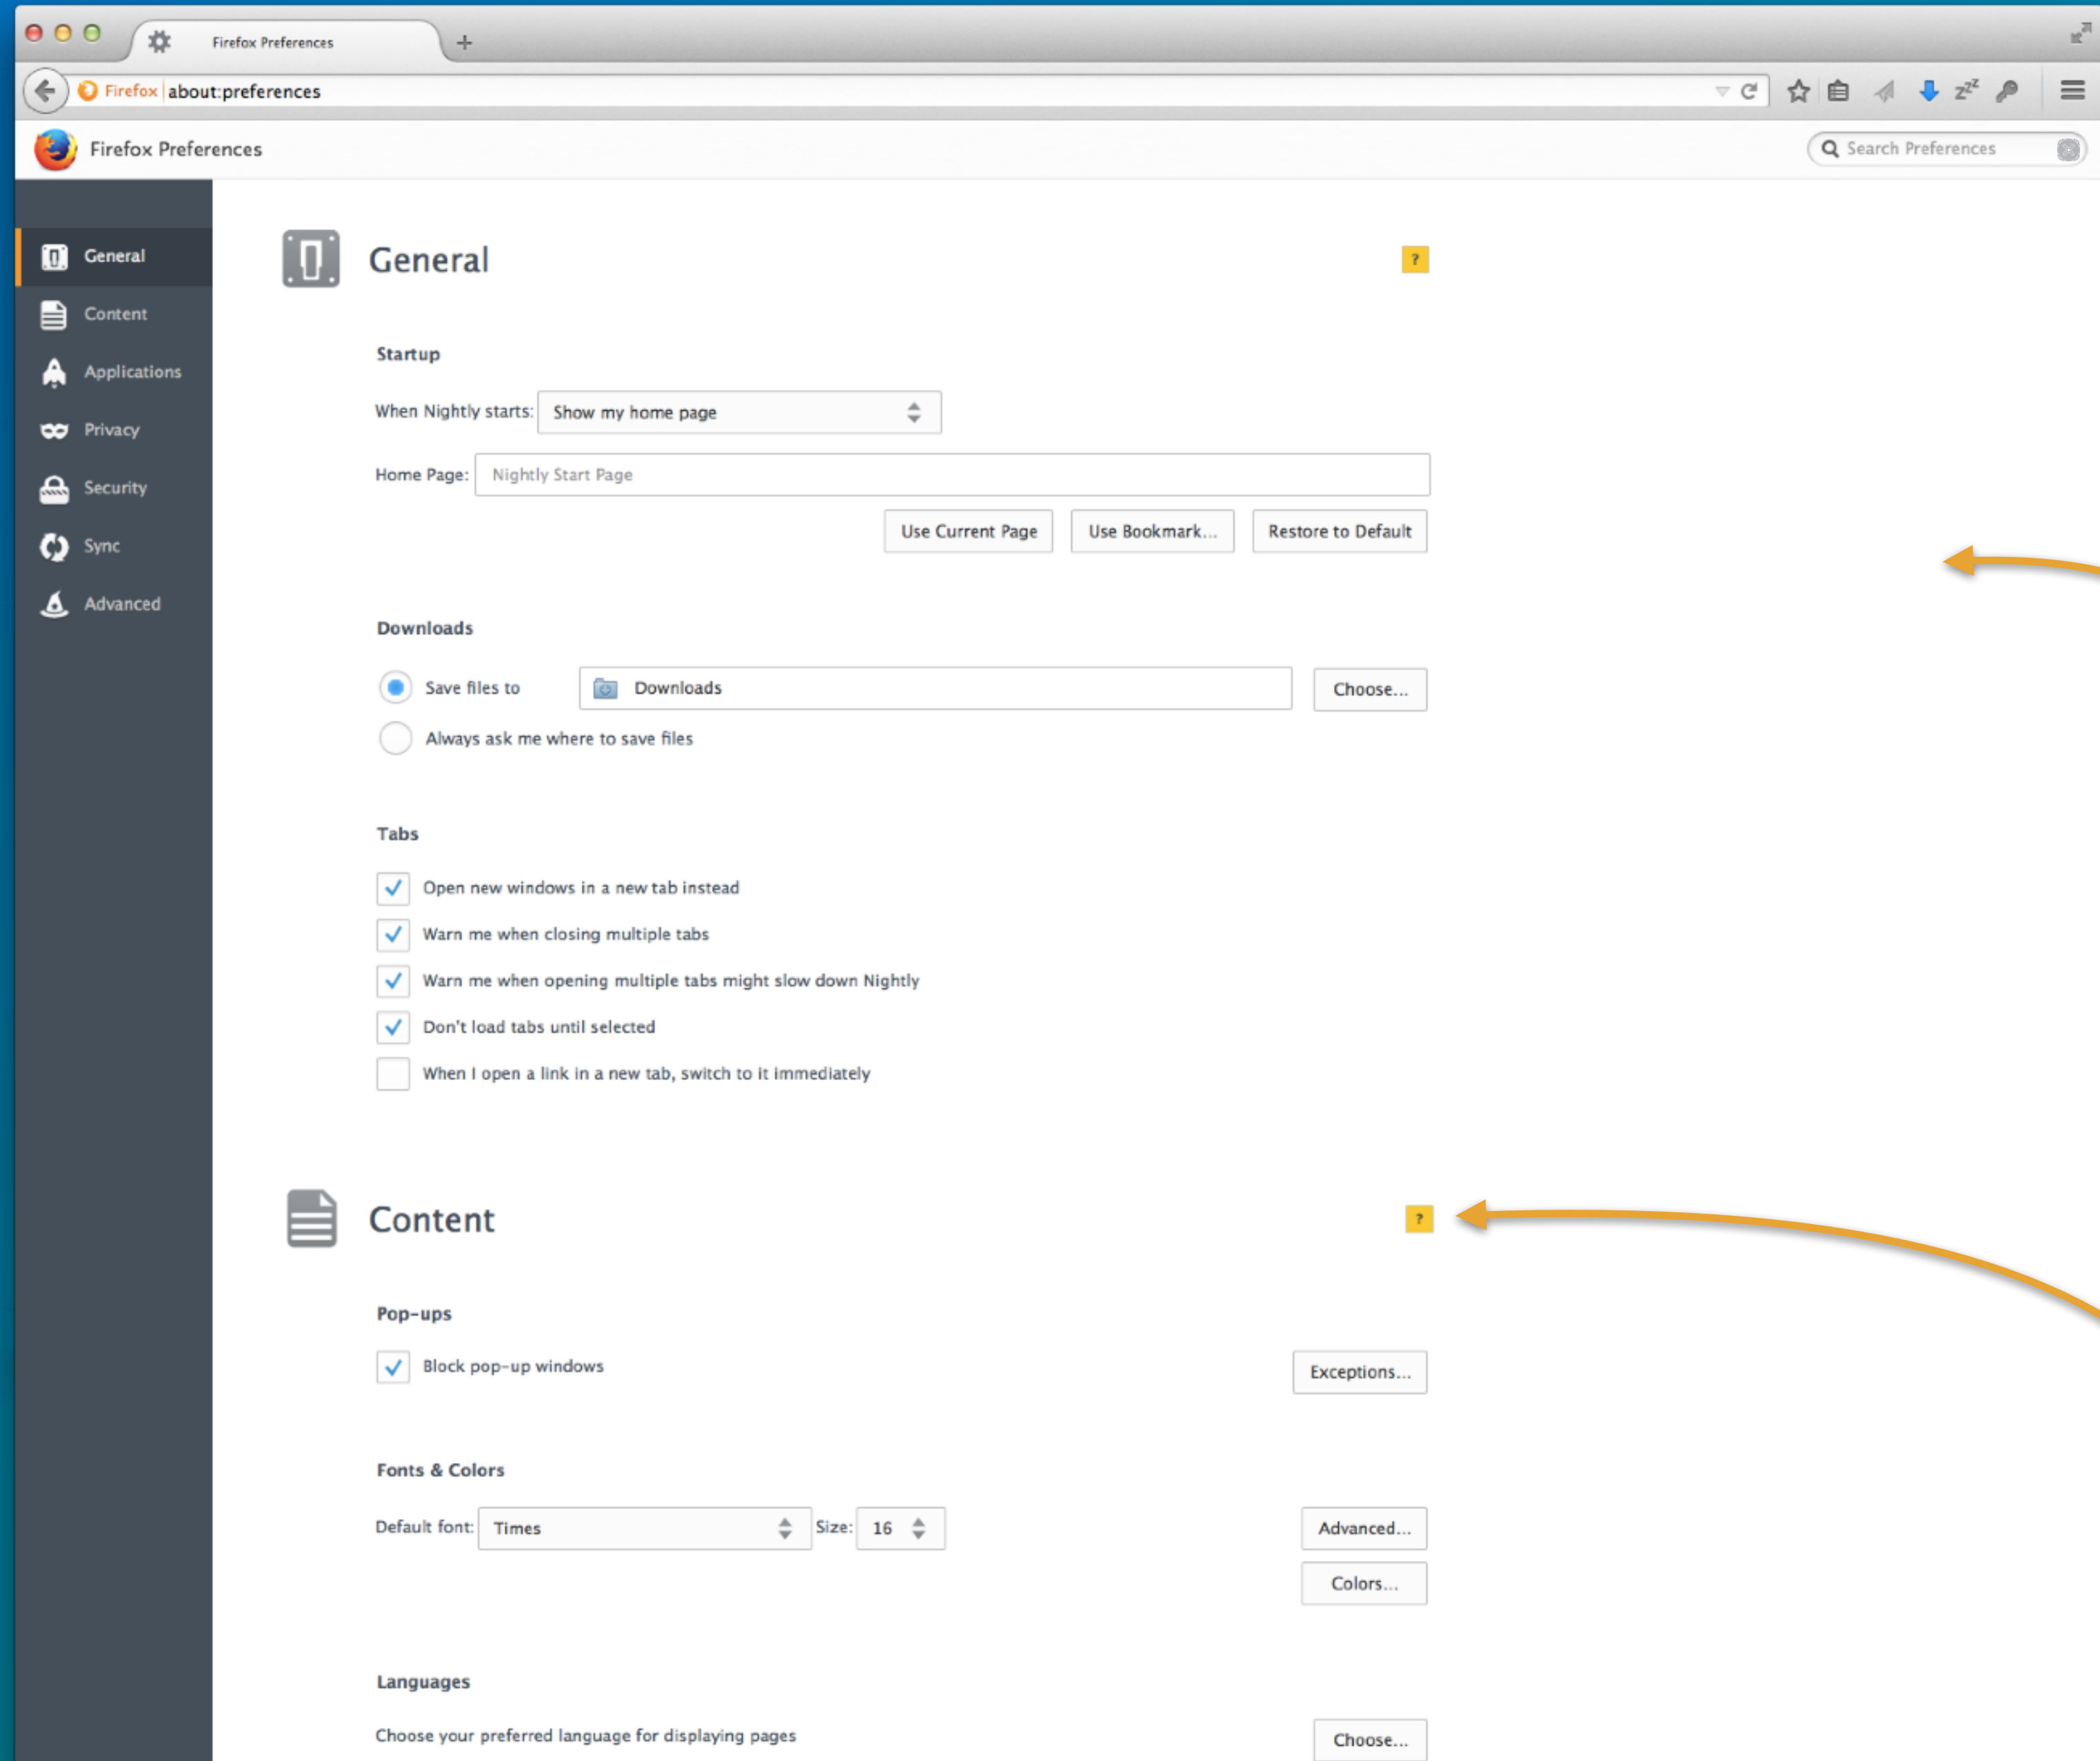 Firefox Preferences
Firefox about:preferences
zzz
Firefox Preferences
Search Preferences
General
Content
Applications
Privacy
Security
Sync
Advanced
General
?
Startup
When Nightly starts: Show my home page
Home Page: Nightly Start Page
Use Current Page Use Bookmark... Restore to Default
Downloads
Save files to Downloads Choose...
Always ask me where to save files
Tabs
Open new windows in a new tab instead
Warn me when closing multiple tabs
Warn me when opening multiple tabs might slow down Nightly
Don't load tabs until selected
When I open a link in a new tab, switch to it immediately
Content
?
Pop-ups
Block pop-up windows Exceptions...
Fonts & Colors
Default font: Times Size: 16 Advanced...
Colors...
Languages
Choose your preferred language for displaying pages Choose...